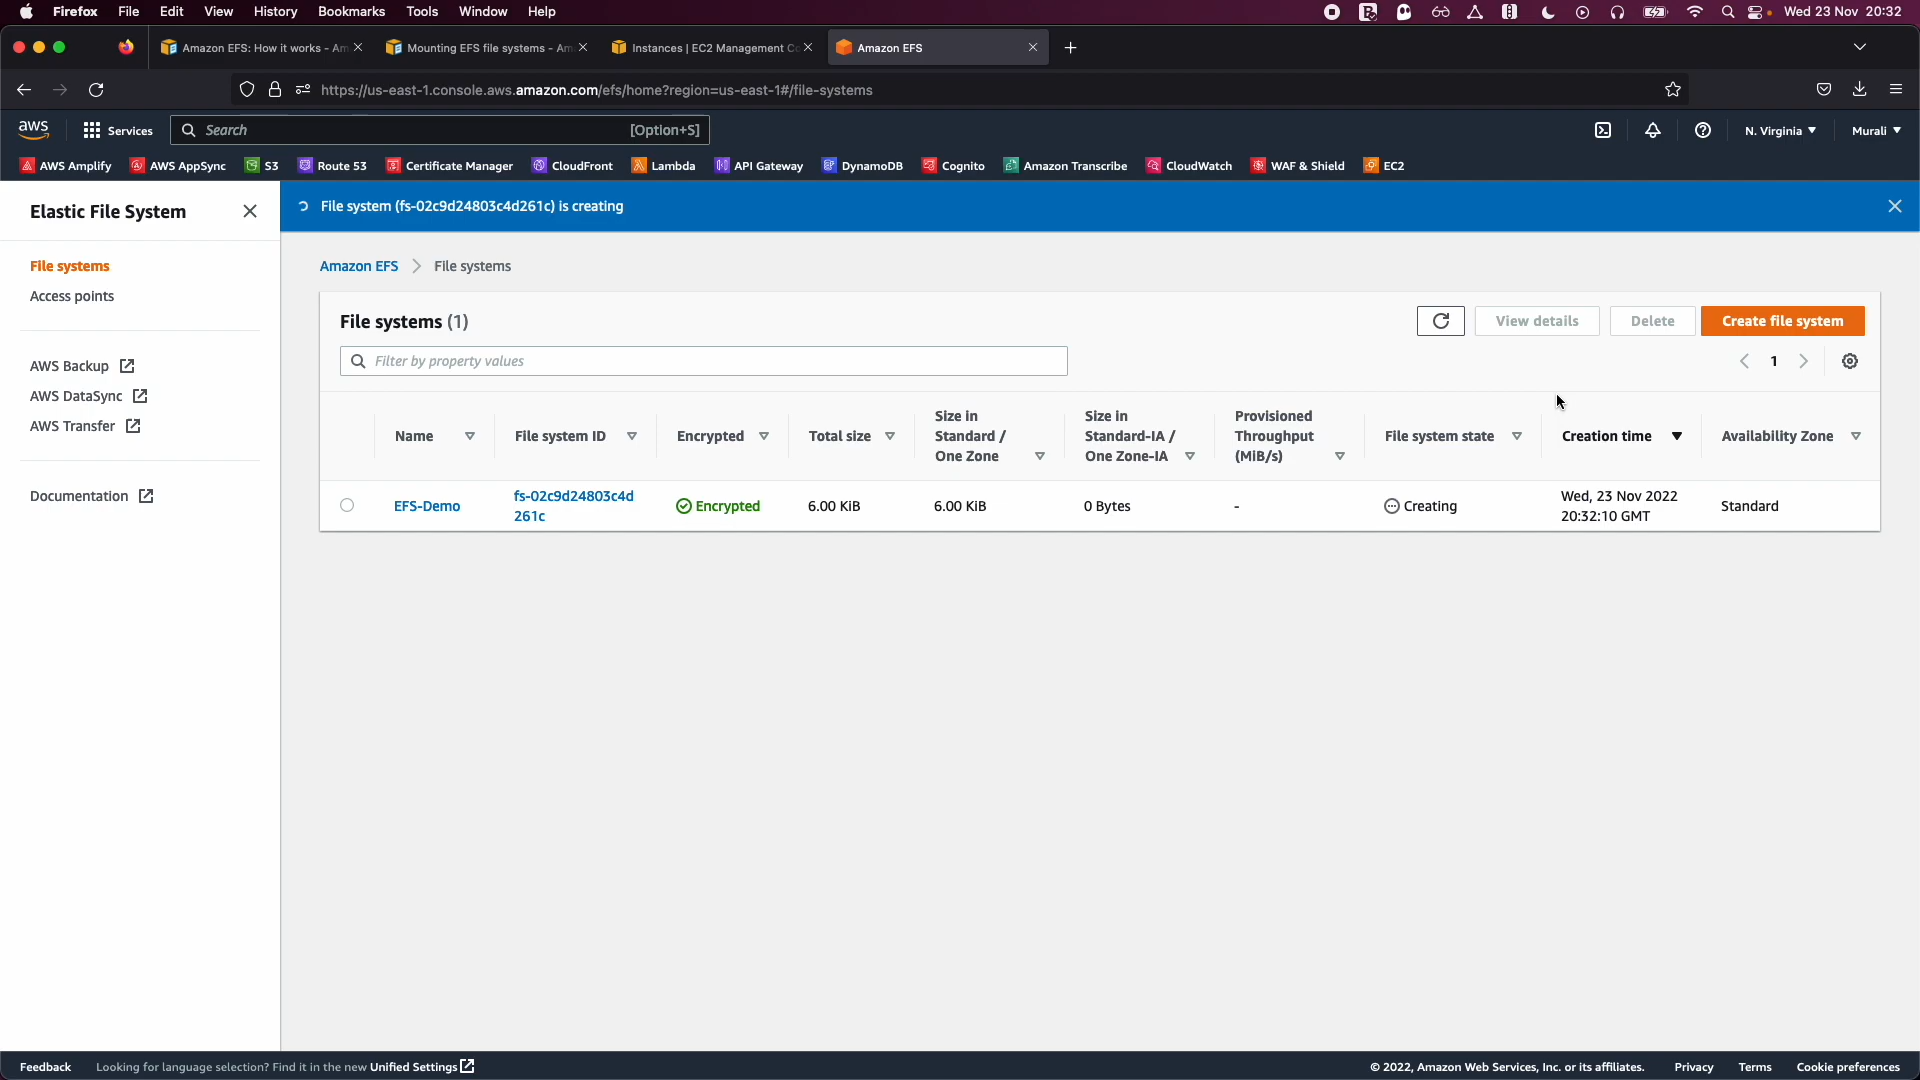 Firefox File Edit View History Bookmarks Tools Window Help Wed 23 Nov 20:32
Amazon EFS: How it works - Am Mounting EFS file systems - Am Instances | EC2 Management Co Amazon EFS
https://us-east-1.console.aws.amazon.com/efs/home?region=us-east-1#/file-systems
aws Services Search [Option+S] N. Virginia Murali
AWS Amplify AWS AppSync S3 Route 53 Certificate Manager CloudFront Lambda API Gateway DynamoDB Cognito Amazon Transcribe CloudWatch WAF & Shield EC2
Elastic File System
File systems
Access points
AWS Backup
AWS DataSync
AWS Transfer
Documentation
File system (fs-02c9d24803c4d261c) is creating
Amazon EFS File systems
File systems (1)
View details Delete Create file system
Filter by property values
1
Name
File system ID
Encrypted
Total size
Size in
Standard /
One Zone
Size in
Standard-IA /
One Zone-IA
Provisioned
Throughput
(MiB/s)
File system state
Creation time
Availability Zone
EFS-Demo
fs-02c9d24803c4d
261c
Encrypted
6.00 KiB
6.00 KiB
0 Bytes
-
Creating
Wed, 23 Nov 2022
20:32:10 GMT
Standard
Feedback Looking for language selection? Find it in the new Unified Settings © 2022, Amazon Web Services, Inc. or its affiliates. Privacy Terms Cookie preferences